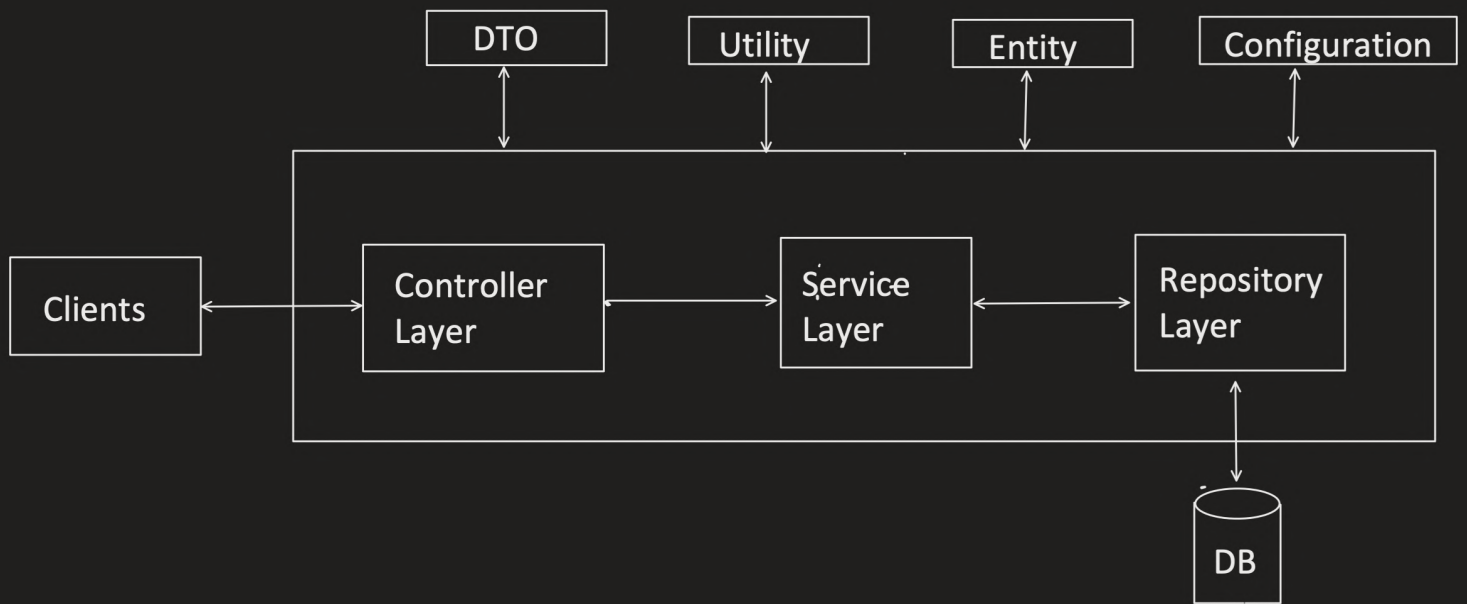 DTO
Utility
Entity
Configuration
Clients
Controller
Layer
Service
Layer
Repository
Layer
DB